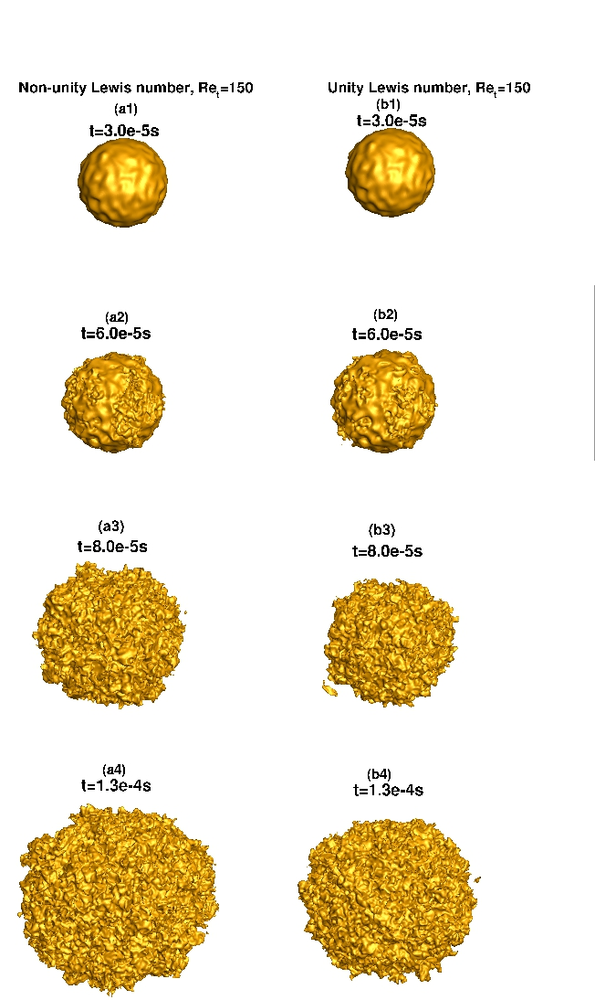 Non-unity Lewis number, Reₜ=150
Unity Lewis number, Reₜ=150
(a1)
t=3.0e-5s
(b1)
t=3.0e-5s
(a2)
t=6.0e-5s
(b2)
t=6.0e-5s
(a3)
t=8.0e-5s
(b3)
t=8.0e-5s
(a4)
t=1.3e-4s
(b4)
t=1.3e-4s